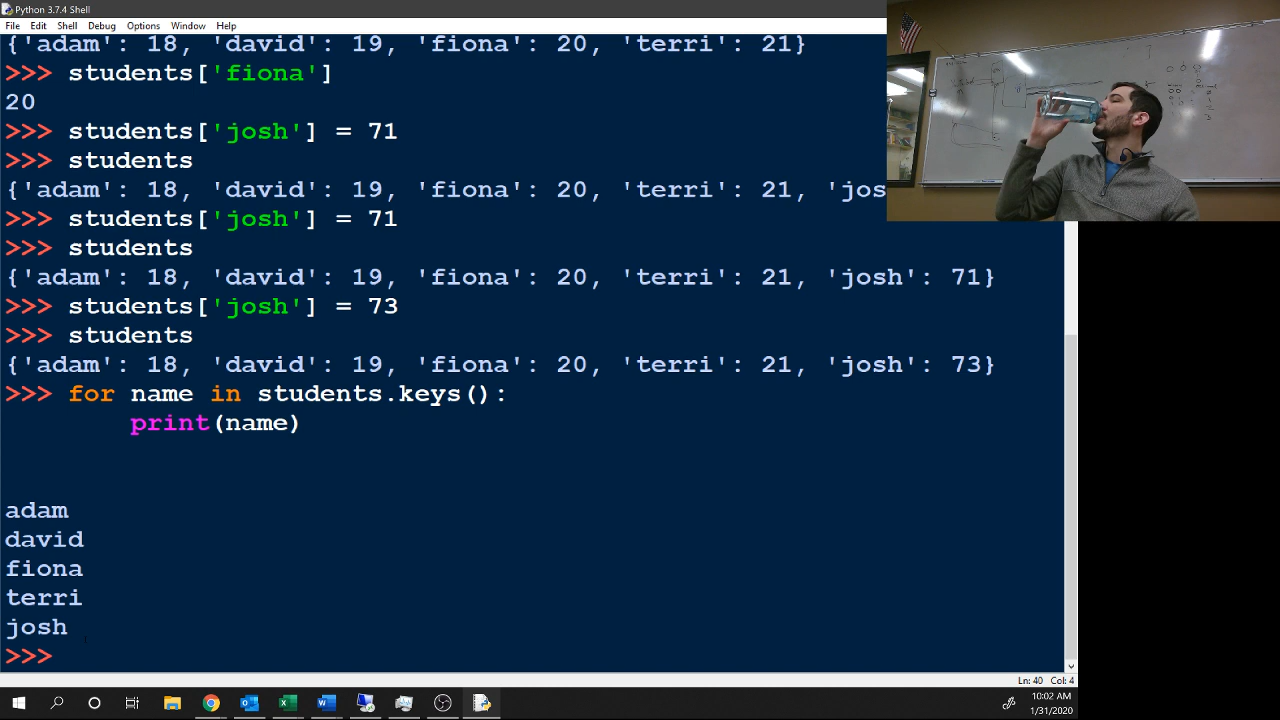 Python 3.7.4 Shell
File Edit Shell Debug Options Window Help
{'adam': 18, 'david': 19, 'fiona': 20, 'terri': 21}
>>> students['fiona']
20
>>> students['josh'] = 71
>>> students
{'adam': 18, 'david': 19, 'fiona': 20, 'terri': 21, 'jos
>>> students['josh'] = 71
>>> students
{'adam': 18, 'david': 19, 'fiona': 20, 'terri': 21, 'josh': 71}
>>> students['josh'] = 73
>>> students
{'adam': 18, 'david': 19, 'fiona': 20, 'terri': 21, 'josh': 73}
>>> for name in students.keys():
print(name)
adam
david
fiona
terri
josh
>>>
Ln: 40 Col: 4
10:02 AM
1/31/2020